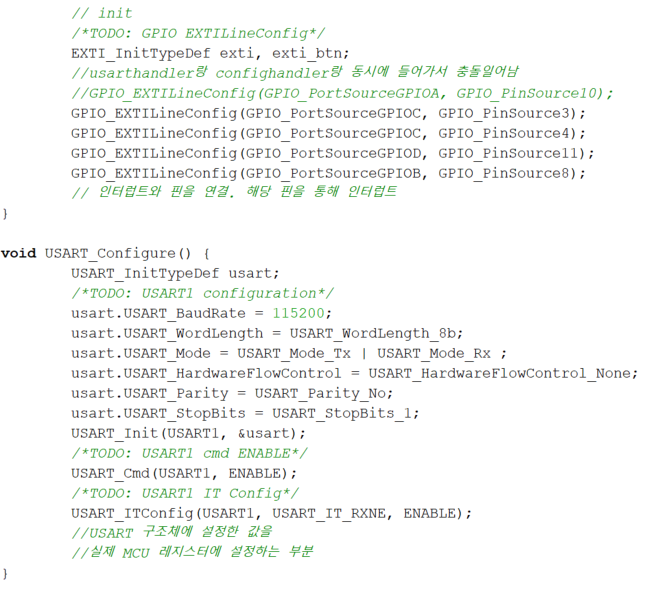 // init
/*TODO: GPIO EXTILineConfig*/
EXTI_InitTypeDef exti, exti_btn;
//usarthandler랑 confighandler랑 동시에 들어가서 충돌일어남
//GPIO_EXTILineConfig(GPIO_PortSourceGPIOA, GPIO_PinSource10);
GPIO_EXTILineConfig(GPIO_PortSourceGPIOC, GPIO_PinSource3);
GPIO_EXTILineConfig(GPIO_PortSourceGPIOC, GPIO_PinSource4);
GPIO_EXTILineConfig(GPIO_PortSourceGPIOD, GPIO_PinSource11);
GPIO_EXTILineConfig(GPIO_PortSourceGPIOB, GPIO_PinSource8);
// 인터럽트와 핀을 연결. 해당 핀을 통해 인터럽트
}
void USART_Configure() {
USART_InitTypeDef usart;
/*TODO: USART1 configuration*/
usart.USART_BaudRate = 115200;
usart.USART_WordLength = USART_WordLength_8b;
usart.USART_Mode = USART_Mode_Tx | USART_Mode_Rx ;
usart.USART_HardwareFlowControl = USART_HardwareFlowControl_None;
usart.USART_Parity = USART_Parity_No;
usart.USART_StopBits = USART_StopBits_1;
USART_Init(USART1, &usart);
/*TODO: USART1 cmd ENABLE*/
USART_Cmd(USART1, ENABLE);
/*TODO: USART1 IT Config*/
USART_ITConfig(USART1, USART_IT_RXNE, ENABLE);
//USART 구조체에 설정한 값을
//실제 MCU 레지스터에 설정하는 부분
}